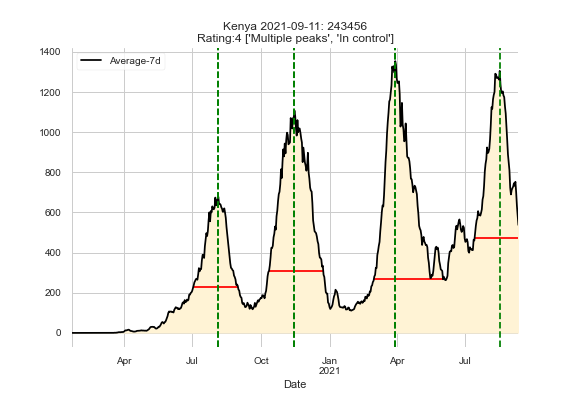 Kenya 2021-09-11: 243456
Rating:4 ['Multiple peaks', 'In control']
Average-7d
1400
1200
1000
800
600
400
200
0
Apr Jul Oct Jan Apr Jul
2021
Date